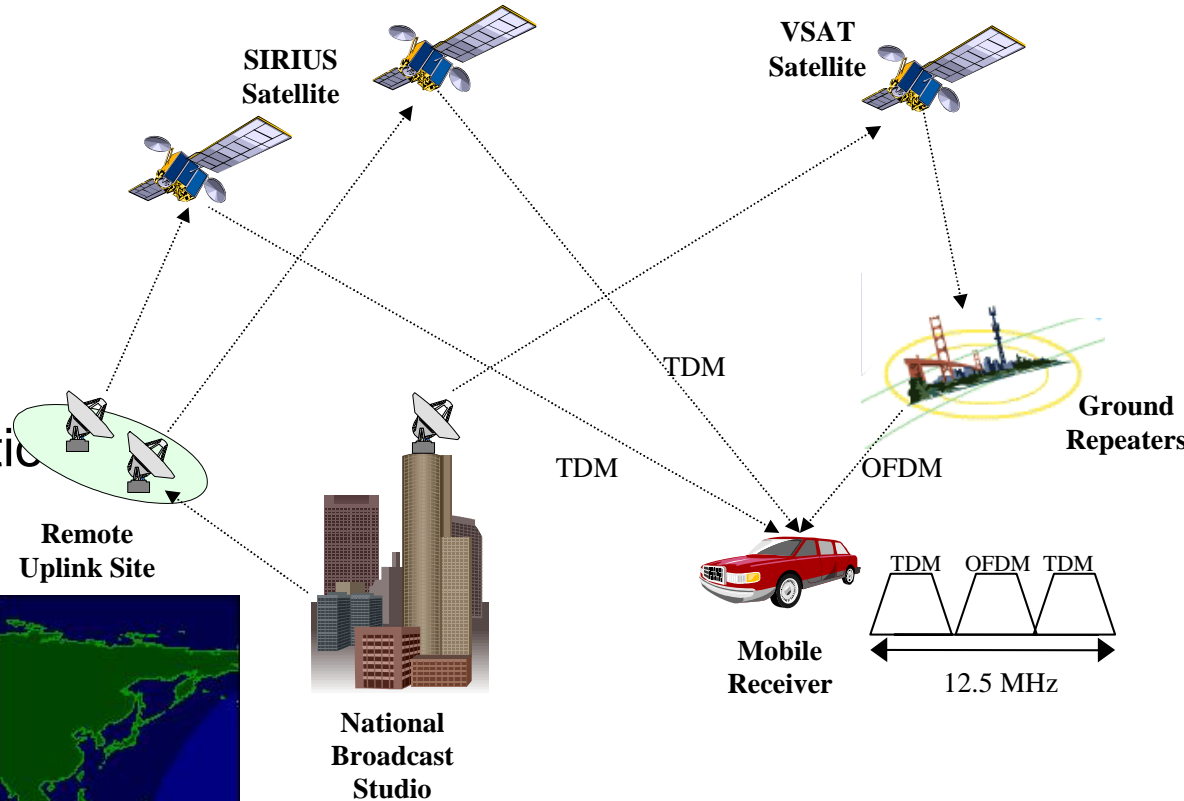 SIRIUS
Satellite
VSAT
Satellite
TDM
Ground
Repeaters
TDM
OFDM
tio
Remote
Uplink Site
TDM OFDM TDM
Mobile
Receiver
12.5 MHz
National
Broadcast
Studio